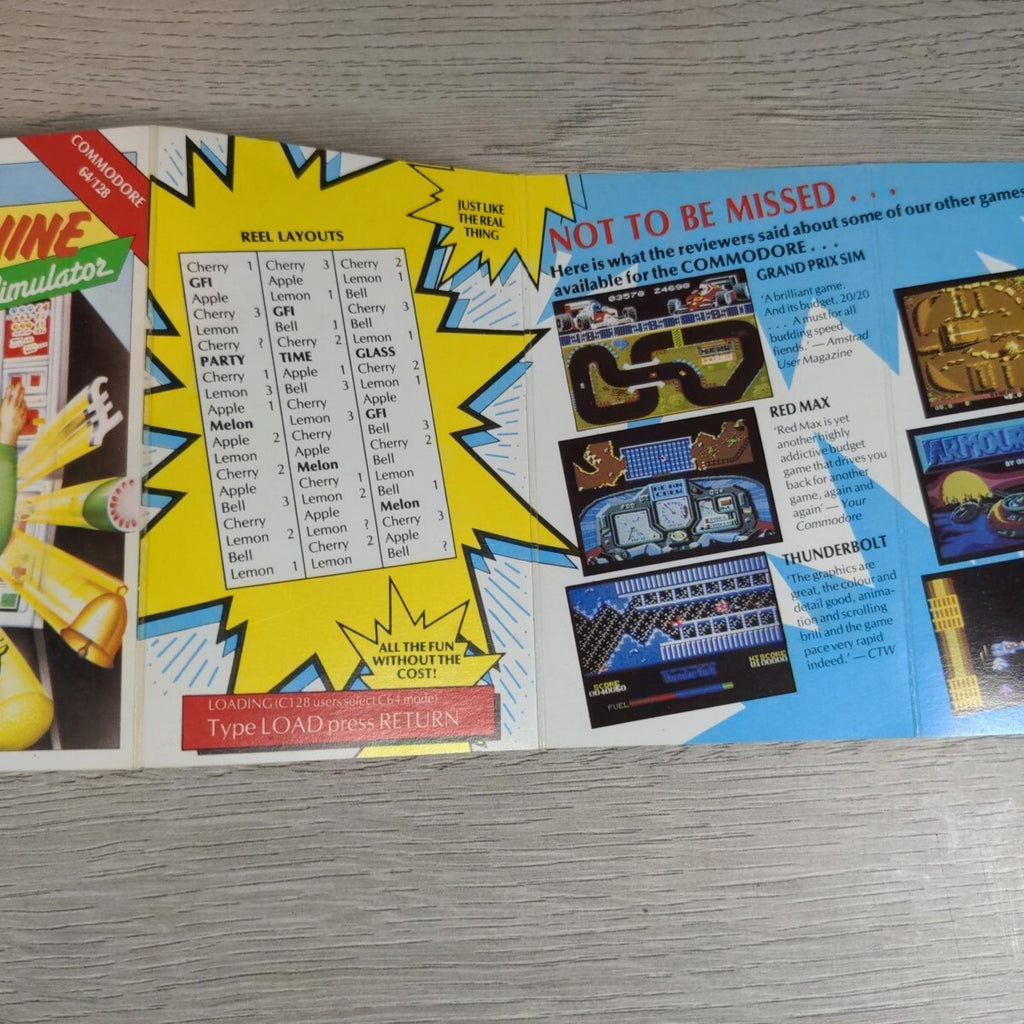 COMMODORE
64/128
INE
imulator
REEL LAYOUTS
Cherry 1
GFI
Apple
Cherry 3
Lemon
Cherry ?
PARTY
Cherry 1
Lemon 3
Apple 1
Melon
Apple 2
Lemon
Cherry 2
Apple
Bell 3
Cherry
Lemon 2
Bell
Lemon 1
Cherry 3
Apple
Lemon 1
GFI
Bell 1
Cherry 2
TIME
Apple 1
Bell 3
Cherry
Lemon 3
Cherry
Apple
Melon
Cherry 1
Lemon 2
Apple
Lemon ?
Cherry 2
Apple
Cherry 2
Lemon 1
Bell
Cherry 3
Bell
Lemon 1
GLASS
Cherry 2
Lemon 1
Apple
GFI
Bell 3
Cherry 2
Bell
Lemon
Bell 1
Melon
Cherry 3
Apple
Bell ?
JUST LIKE
THE REAL
THING
ALL THE FUN
WITHOUT THE
COST!
LOADING (C128 users select C64 mode)
Type LOAD press RETURN
NOT TO BE MISSED . . .
Here is what the reviewers said about some of our other games
available for the COMMODORE . . .
03570 24690
GRAND PRIX SIM
'A brilliant game.
And its budget. 20/20
. . . A must for all
budding speed
fiends.' — Amstrad
User Magazine
RED MAX
'Red Max is yet
another highly
addictive budget
game that drives you
back for another
game, again and
again' — Your
Commodore
THUNDERBOLT
'The graphics are
great, the colour and
detail good, anima-
tion and scrolling
brill and the game
pace very rapid
indeed.' — CTW
SCORE
0040060
HISCORE
0100000
Thunderbolt
FUEL
ARMOUR